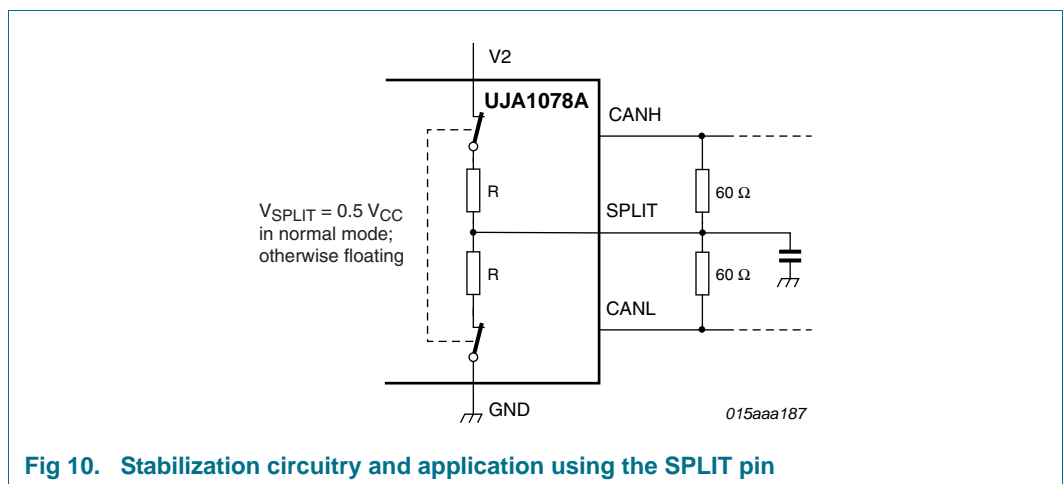 V2
UJA1078A
CANH
R
60 Ω
V_SPLIT = 0.5 V_CC
in normal mode;
otherwise floating
SPLIT
R
60 Ω
CANL
GND
015aaa187
Fig 10. Stabilization circuitry and application using the SPLIT pin